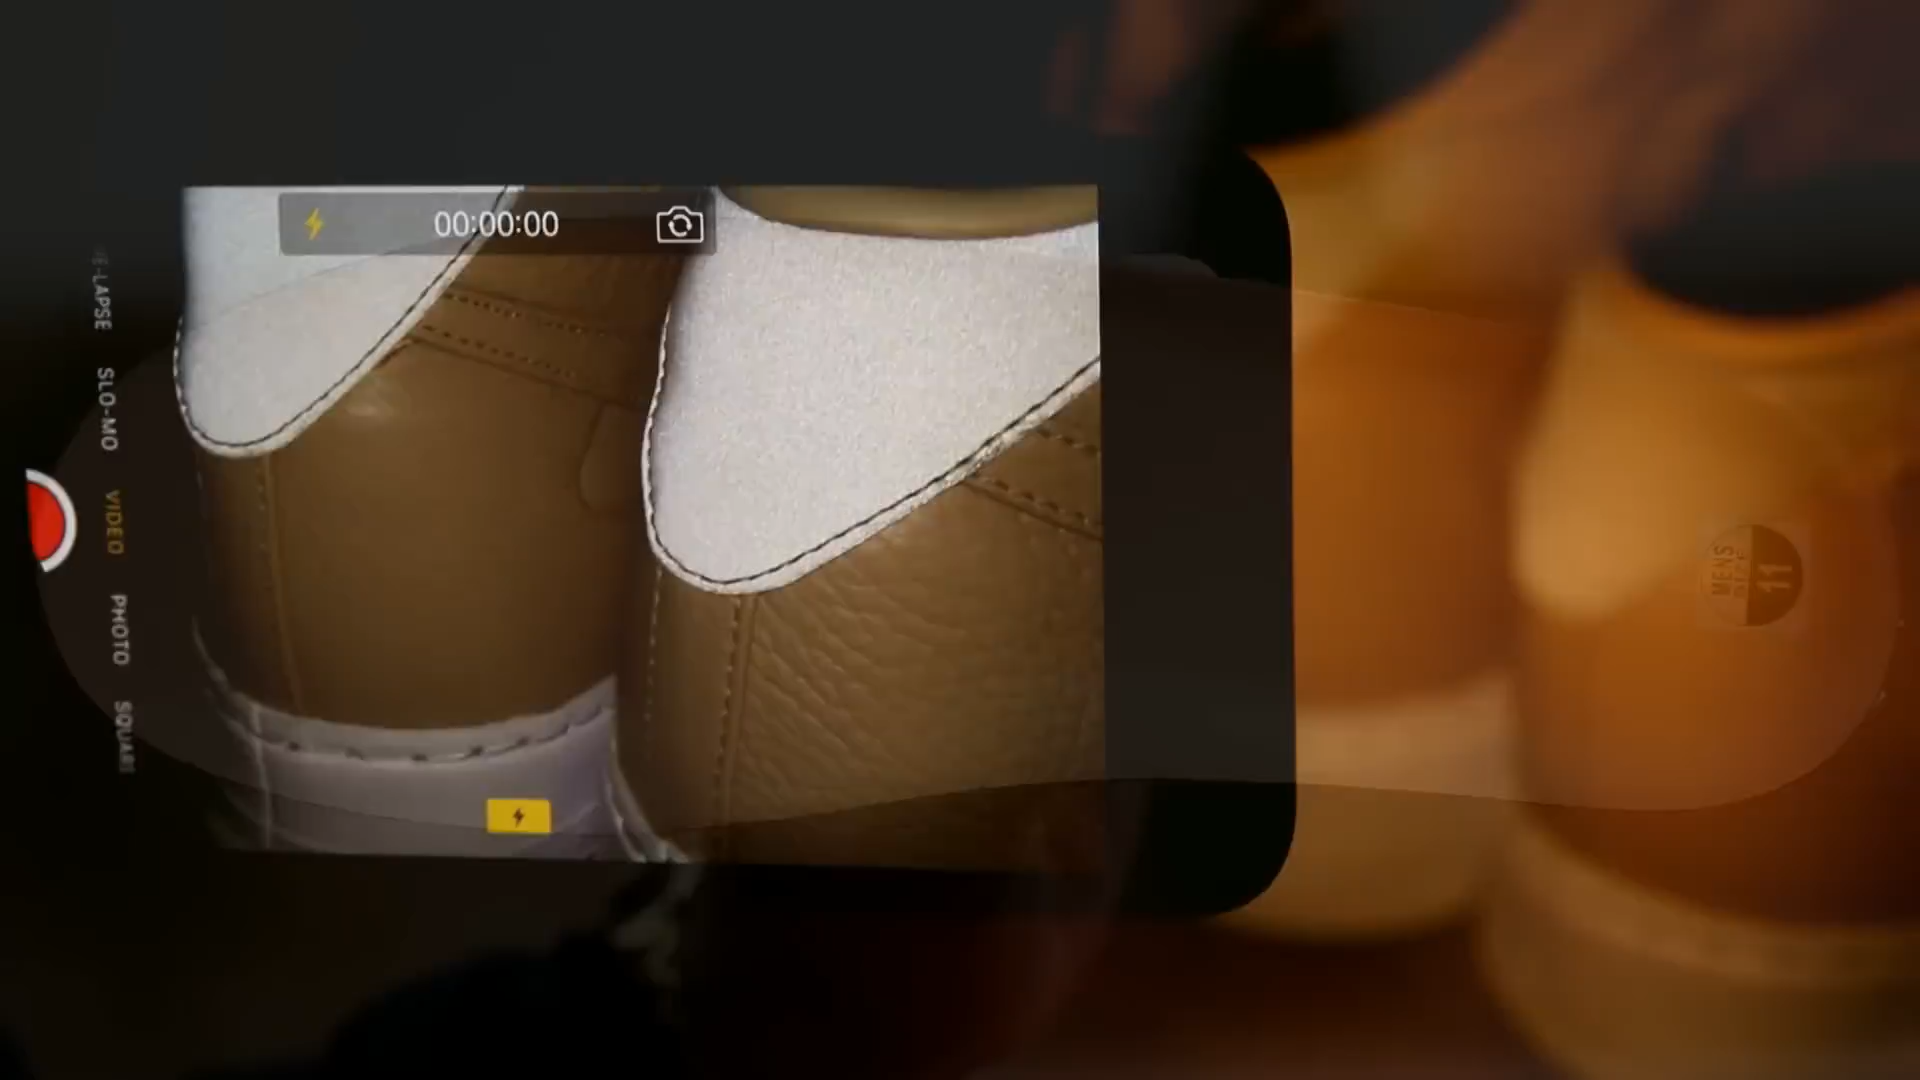 00:00:00
E-LAPSE
SLO-MO
VIDEO
PHOTO
SQUARE
MENS
11